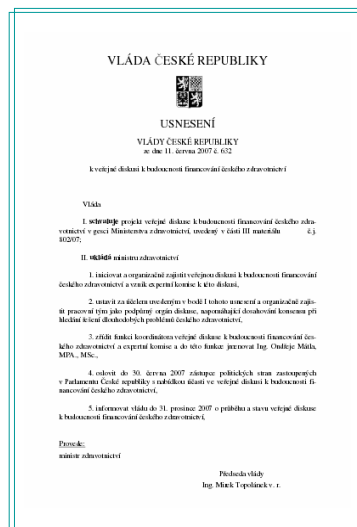 VLÁDA ČESKÉ REPUBLIKY
USNESENÍ
VLÁDY ČESKÉ REPUBLIKY
ze dne 11. června 2007 č. 632
k veřejné diskusi k budoucnosti financování českého zdravotnictví
Vláda
I. schvaluje projekt veřejné diskuse k budoucnosti financování českého zdra-
votnictví v gesci Ministerstva zdravotnictví, uvedený v části III materiálu č.j.
802/07;
II. ukládá ministru zdravotnictví
1. iniciovat a organizačně zajistit veřejnou diskusi k budoucnosti financování
českého zdravotnictví a vznik expertní komise k této diskusi,
2. ustavit za účelem uvedeným v bodě I tohoto usnesení a organizačně zajis-
tit pracovní tým jako podpůrný orgán diskuse, napomáhající dosahování konsensu při
hledání řešení dlouhodobých problémů českého zdravotnictví,
3. zřídit funkci koordinátora veřejné diskuse k budoucnosti financování čes-
kého zdravotnictví a expertní komise a do této funkce jmenovat Ing. Ondřeje Mátla,
MPA., MSc.,
4. oslovit do 30. června 2007 zástupce politických stran zastoupených
v Parlamentu České republiky s nabídkou účasti ve veřejné diskusi k budoucnosti fi-
nancování českého zdravotnictví,
5. informovat vládu do 31. prosince 2007 o průběhu a stavu veřejné diskuse
k budoucnosti financování českého zdravotnictví,
Provede:
ministr zdravotnictví
Předseda vlády
Ing. Mirek Topolánek v. r.